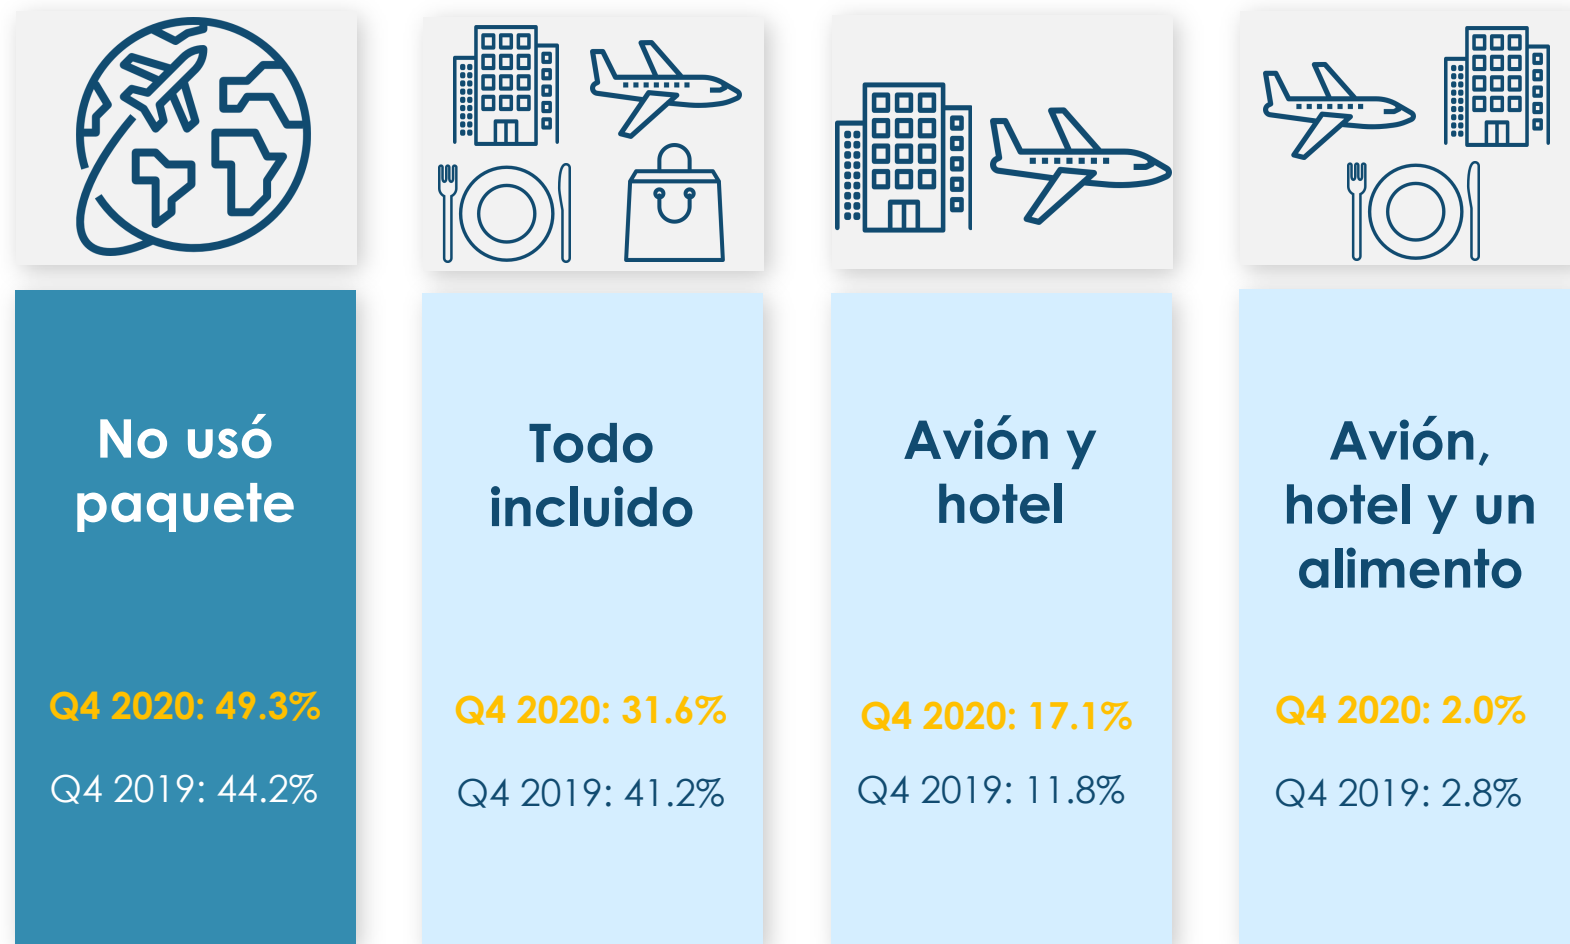 No usó
paquete
Q4 2020: 49.3%
Q4 2019: 44.2%
Todo
incluido
Q4 2020: 31.6%
Q4 2019: 41.2%
Avión y
hotel
Q4 2020: 17.1%
Q4 2019: 11.8%
Avión,
hotel y un
alimento
Q4 2020: 2.0%
Q4 2019: 2.8%